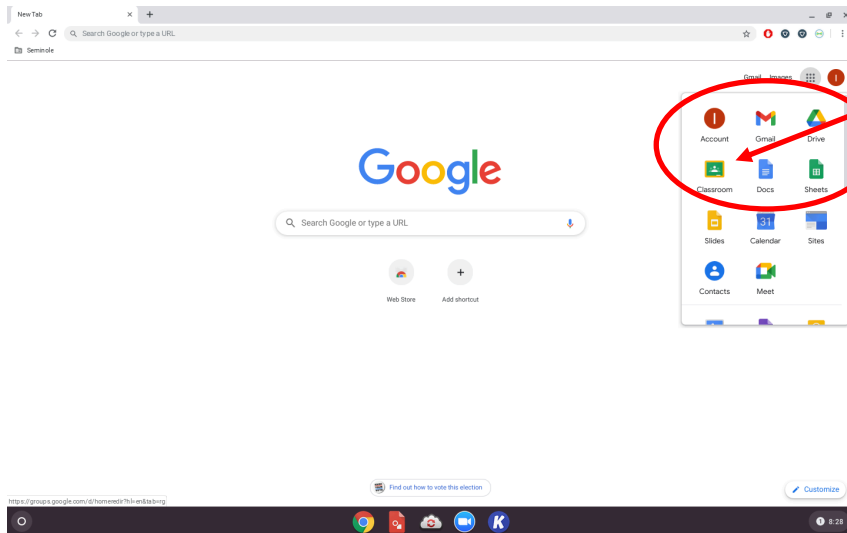 New Tab
Search Google or type a URL
Seminole
Gmail Images
Account Gmail Drive
Classroom Docs Sheets
Slides 31 Calendar Sites
Contacts Meet
Google
Search Google or type a URL
Web Store Add shortcut
Find out how to vote this election
Customize
https://groups.google.com/d/homeredir?hl=en&tab=rg
K
8:28